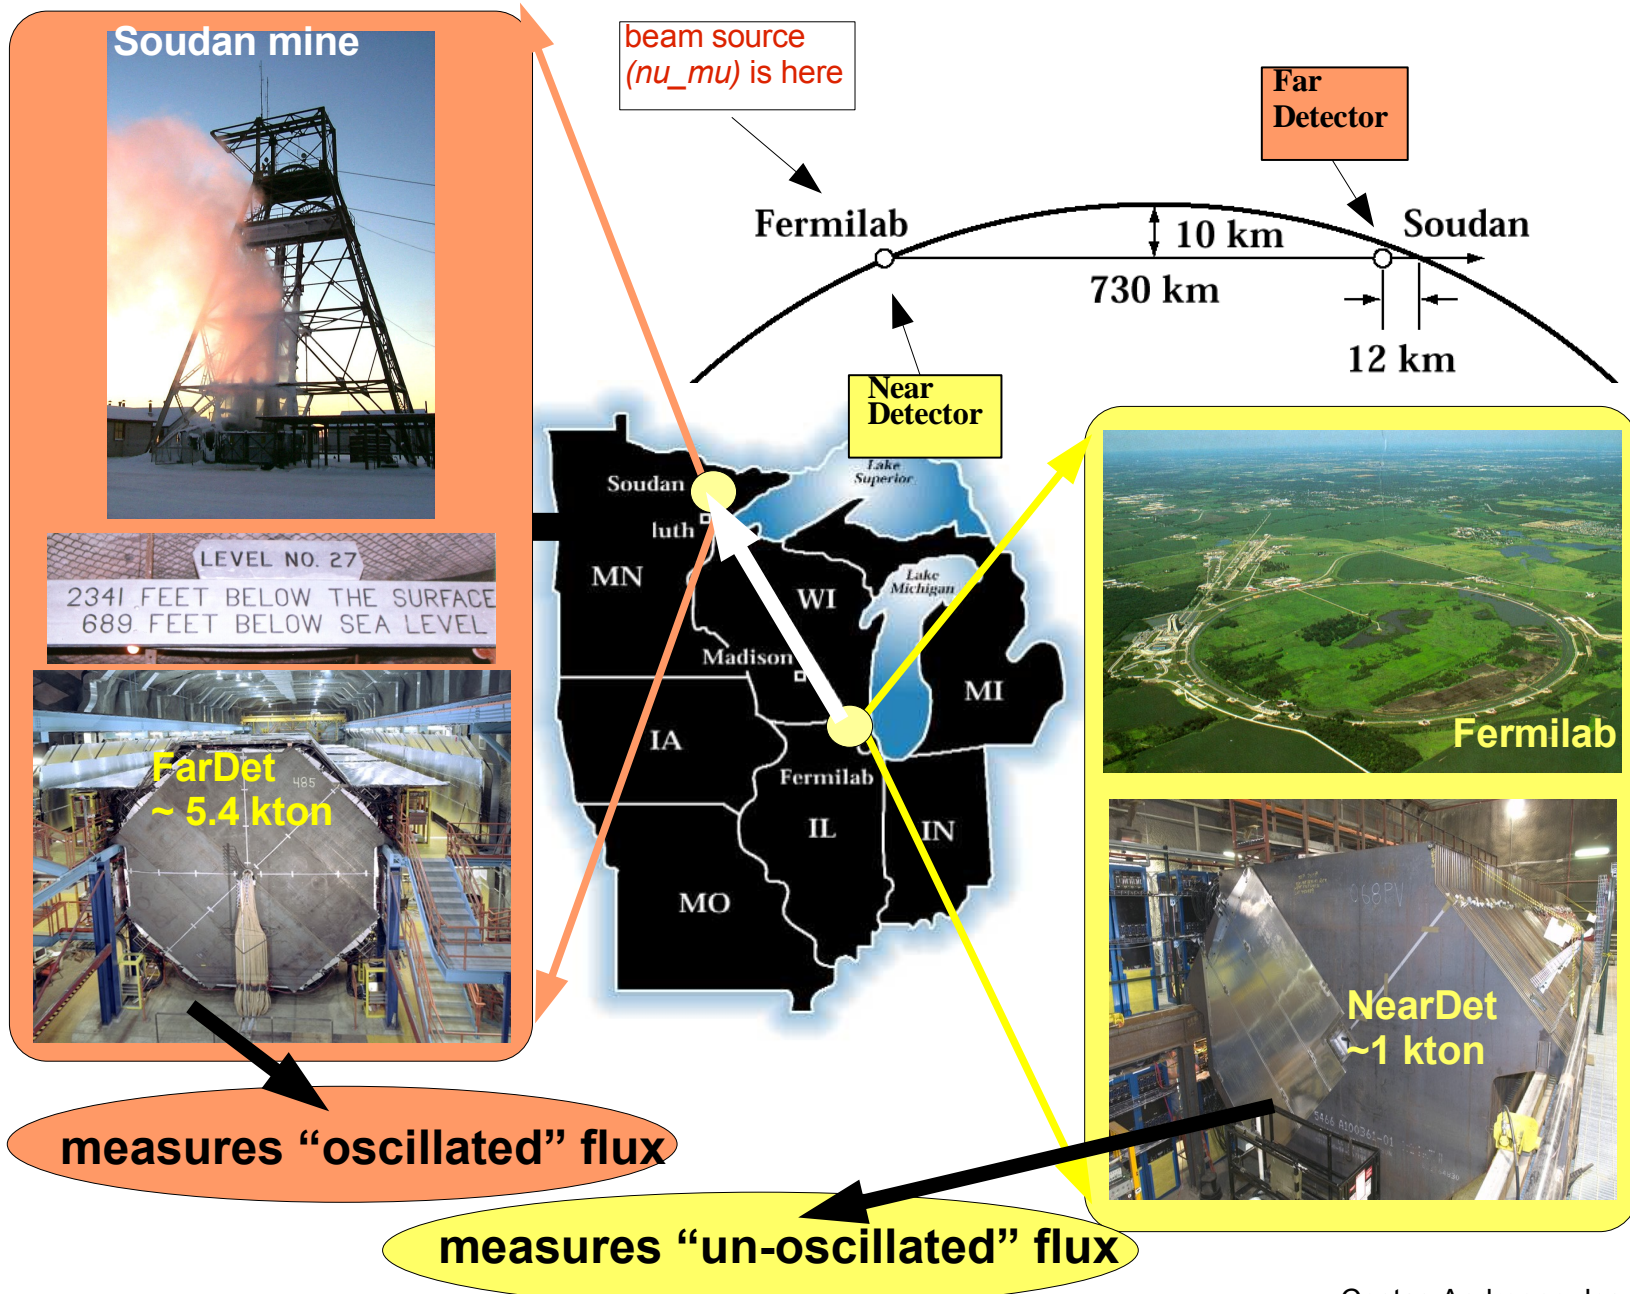 Soudan mine
LEVEL NO. 27
2341 FEET BELOW THE SURFACE
689 FEET BELOW SEA LEVEL
FarDet
~ 5.4 kton
485
measures “oscillated” flux
beam source
(nu_mu) is here
Far
Detector
Fermilab
Soudan
10 km
730 km
12 km
Near
Detector
Lake
Superior
Soudan
luth
MN
WI
Lake
Michigan
Madison
MI
IA
Fermilab
IL
IN
MO
Fermilab
C68PV
NearDet
~1 kton
measures “un-oscillated” flux